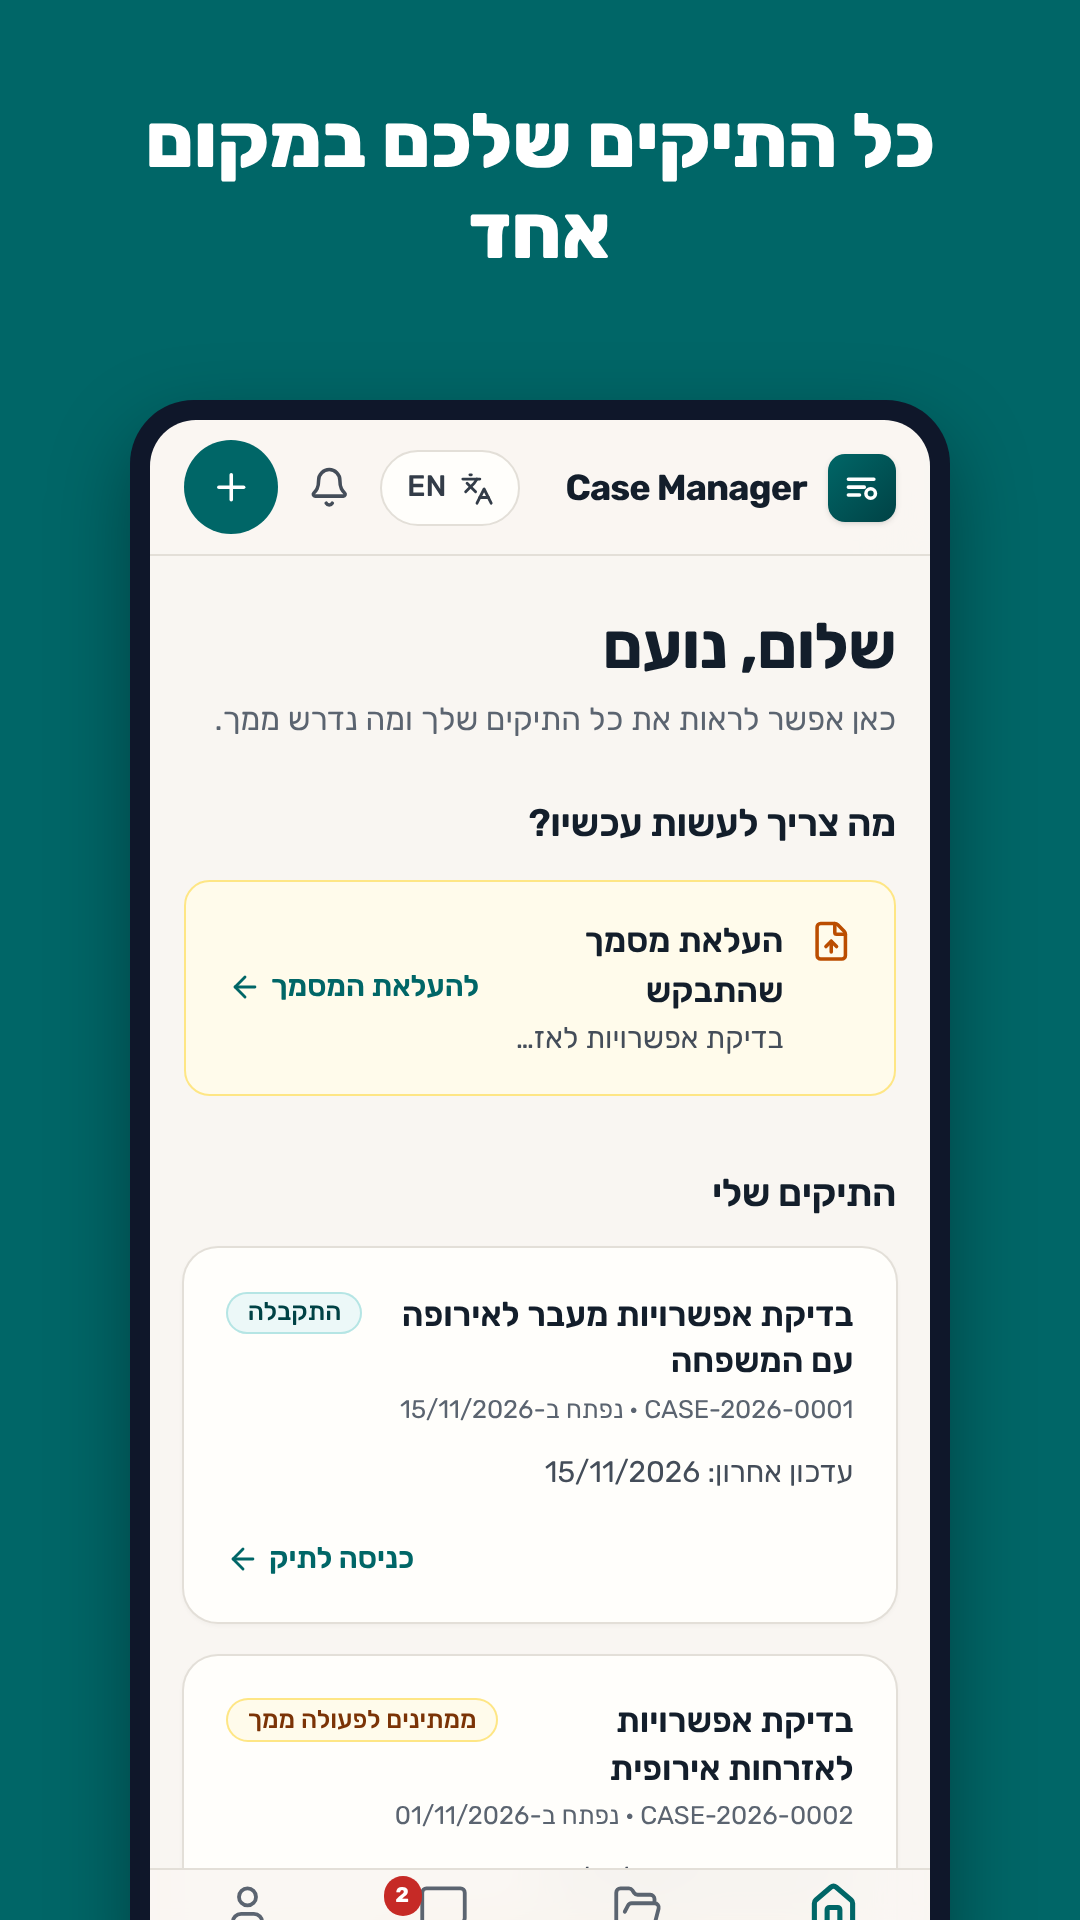 כל התיקים שלכם במקום
אחד
Case Manager
EN
שלום, נועם
כאן אפשר לראות את כל התיקים שלך ומה נדרש ממך.
מה צריך לעשות עכשיו?
העלאת מסמך
שהתבקש
בדיקת אפשרויות לאז...
להעלאת המסמך
התיקים שלי
בדיקת אפשרויות מעבר לאירופה
עם המשפחה
התקבלה
CASE-2026-0001 • נפתח ב-15/11/2026
עדכון אחרון: 15/11/2026
כניסה לתיק
בדיקת אפשרויות
לאזרחות אירופית
ממתינים לפעולה ממך
CASE-2026-0002 • נפתח ב-01/11/2026
2